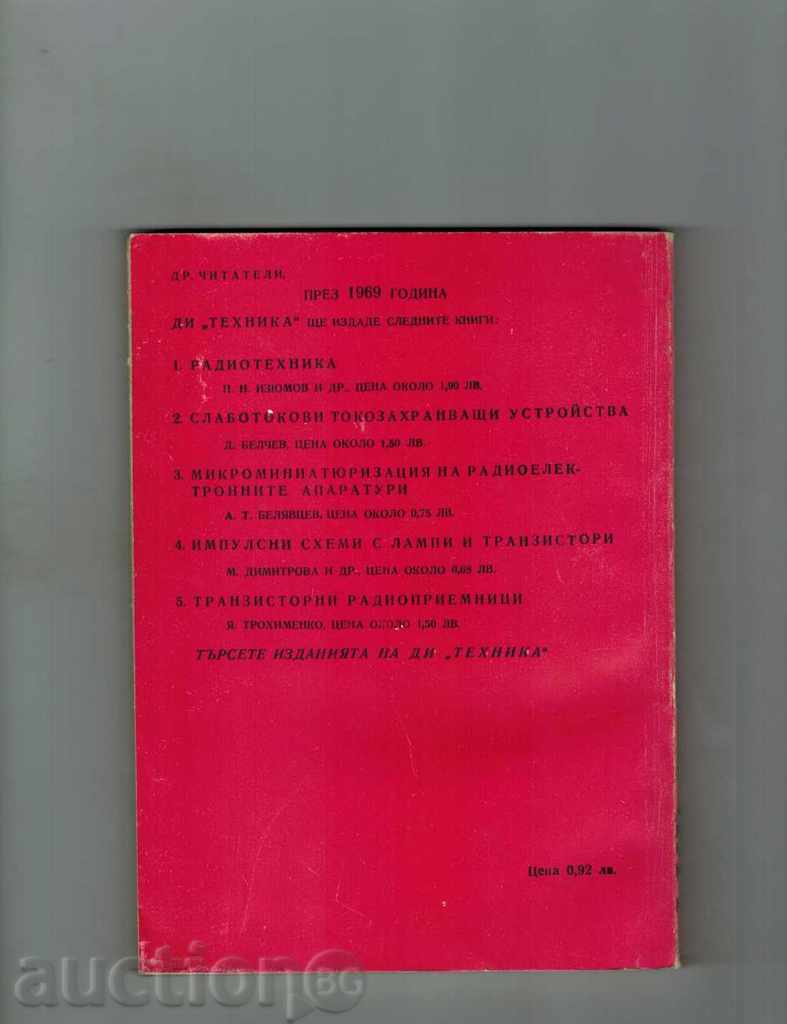 ДР. ЧИТАТЕЛИ,
ПРЕЗ 1969 ГОДИНА
ДИ „ТЕХНИКА" ЩЕ ИЗДАДЕ СЛЕДНИТЕ КНИГИ:
1. РАДИОТЕХНИКА
И ДР., ЦЕНА ОКОЛО 1,90 ЛВ.
2. СЛАБОТОКОВИ ТОКОЗАХРАНВАЩИ УСТРОЙСТВА
Л. БЕЛЧЕВ, ЦЕНА ОКОЛО 1,50 ЛВ.
3. МИКРОМИНИАТЮРИЗАЦИЯ НА РАДИОЕЛЕК-
ТРОННИТЕ АПАРАТУРИ
А. Т. БЕЛЯВЦЕВ, ЦЕНА ОКОЛО 0,75 ЛВ.
4. ИМПУЛСНИ СХЕМИ С ЛАМПИ И ТРАНЗИСТОРИ
М. ДИМИТРОВА И ДР., ЦЕНА ОКОЛО 0,68 ЛВ.
5. ТРАНЗИСТОРНИ РАДИОПРИЕМНИЦИ
Я. ТРОХИМЕНКО, ЦЕНА ОКОЛО 1,50 ЛВ.
ТЪРСЕТЕ ИЗДАНИЯТА НА ДИ „ТЕХНИКА"
Цена 0,92 лв.
auctionBG